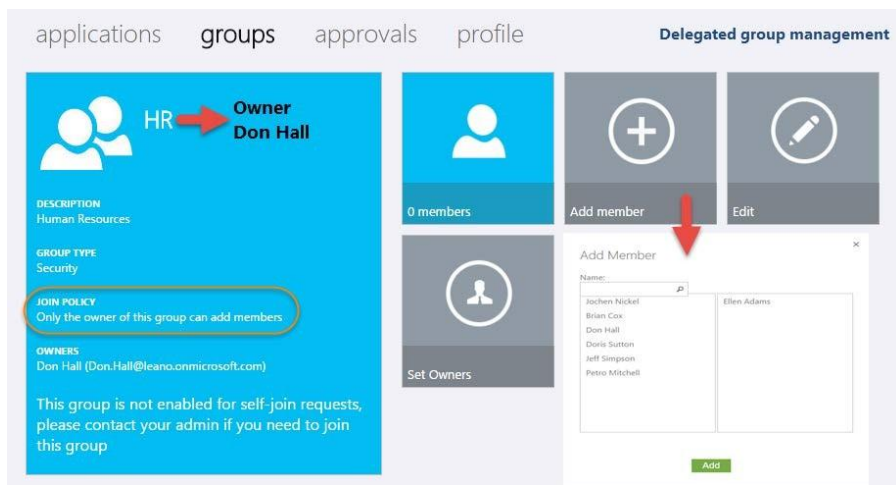 applications groups approvals profile Delegated group management
HR Owner
Don Hall
DESCRIPTION
Human Resources
GROUP TYPE
Security
JOIN POLICY
Only the owner of this group can add members
OWNERS
Don Hall (Don.Hall@leano.onmicrosoft.com)
This group is not enabled for self-join requests,
please contact your admin if you need to join
this group
0 members
Add member
Edit
Set Owners
Add Member
Name:
Jochen Nickel
Brian Cox
Don Hall
Doris Sutton
Jeff Simpson
Petro Mitchell
Ellen Adams
Add